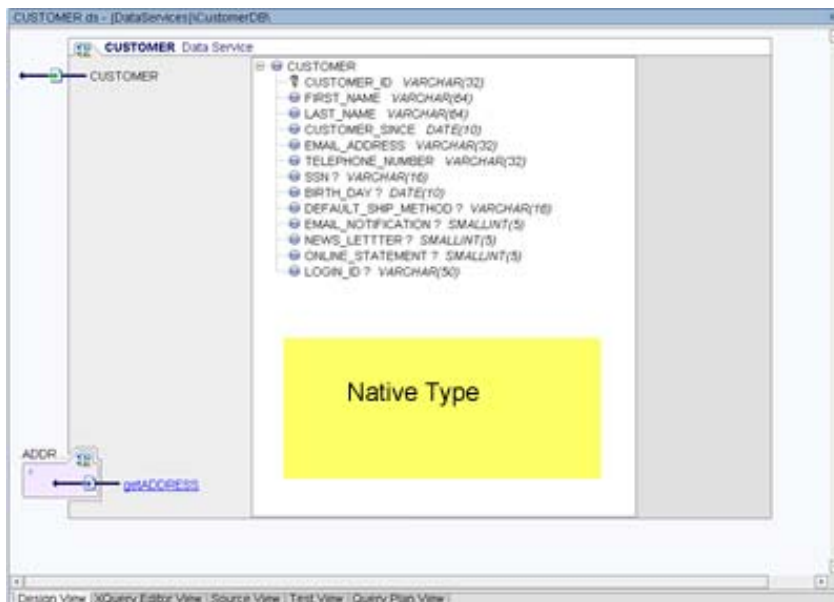 CUSTOMER.ds - {DataServices}\CustomerDB\
CUSTOMER Data Service
CUSTOMER
CUSTOMER
CUSTOMER_ID VARCHAR(32)
FIRST_NAME VARCHAR(64)
LAST_NAME VARCHAR(64)
CUSTOMER_SINCE DATE(10)
EMAIL_ADDRESS VARCHAR(32)
TELEPHONE_NUMBER VARCHAR(32)
SSN ? VARCHAR(16)
BIRTH_DAY ? DATE(10)
DEFAULT_SHIP_METHOD ? VARCHAR(16)
EMAIL_NOTIFICATION ? SMALLINT(5)
NEWS_LETTTER ? SMALLINT(5)
ONLINE_STATEMENT ? SMALLINT(5)
LOGIN_ID ? VARCHAR(50)
Native Type
ADDR...
getADDRESS
Design View | XQuery Editor View | Source View | Test View | Query Plan View